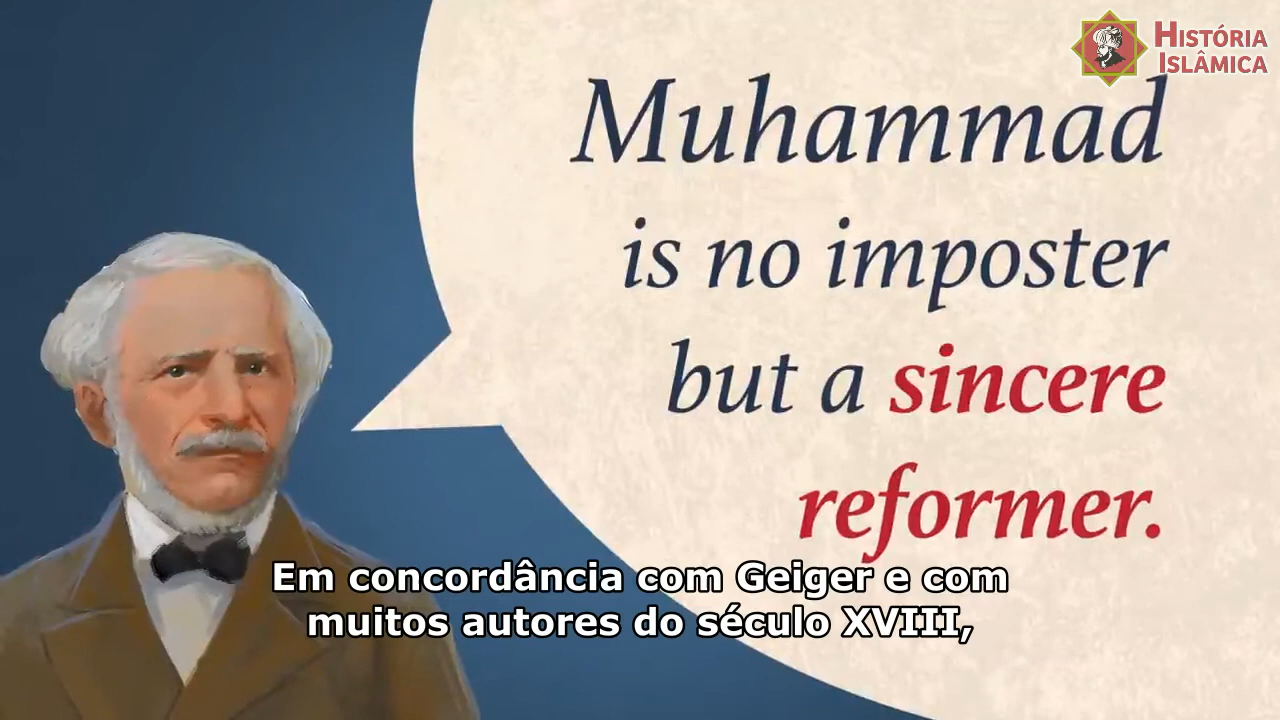 HISTÓRIA
ISLÂMICA
Muhammad
is no imposter
but a sincere
reformer.
Em concordância com Geiger e com
muitos autores do século XVIII,